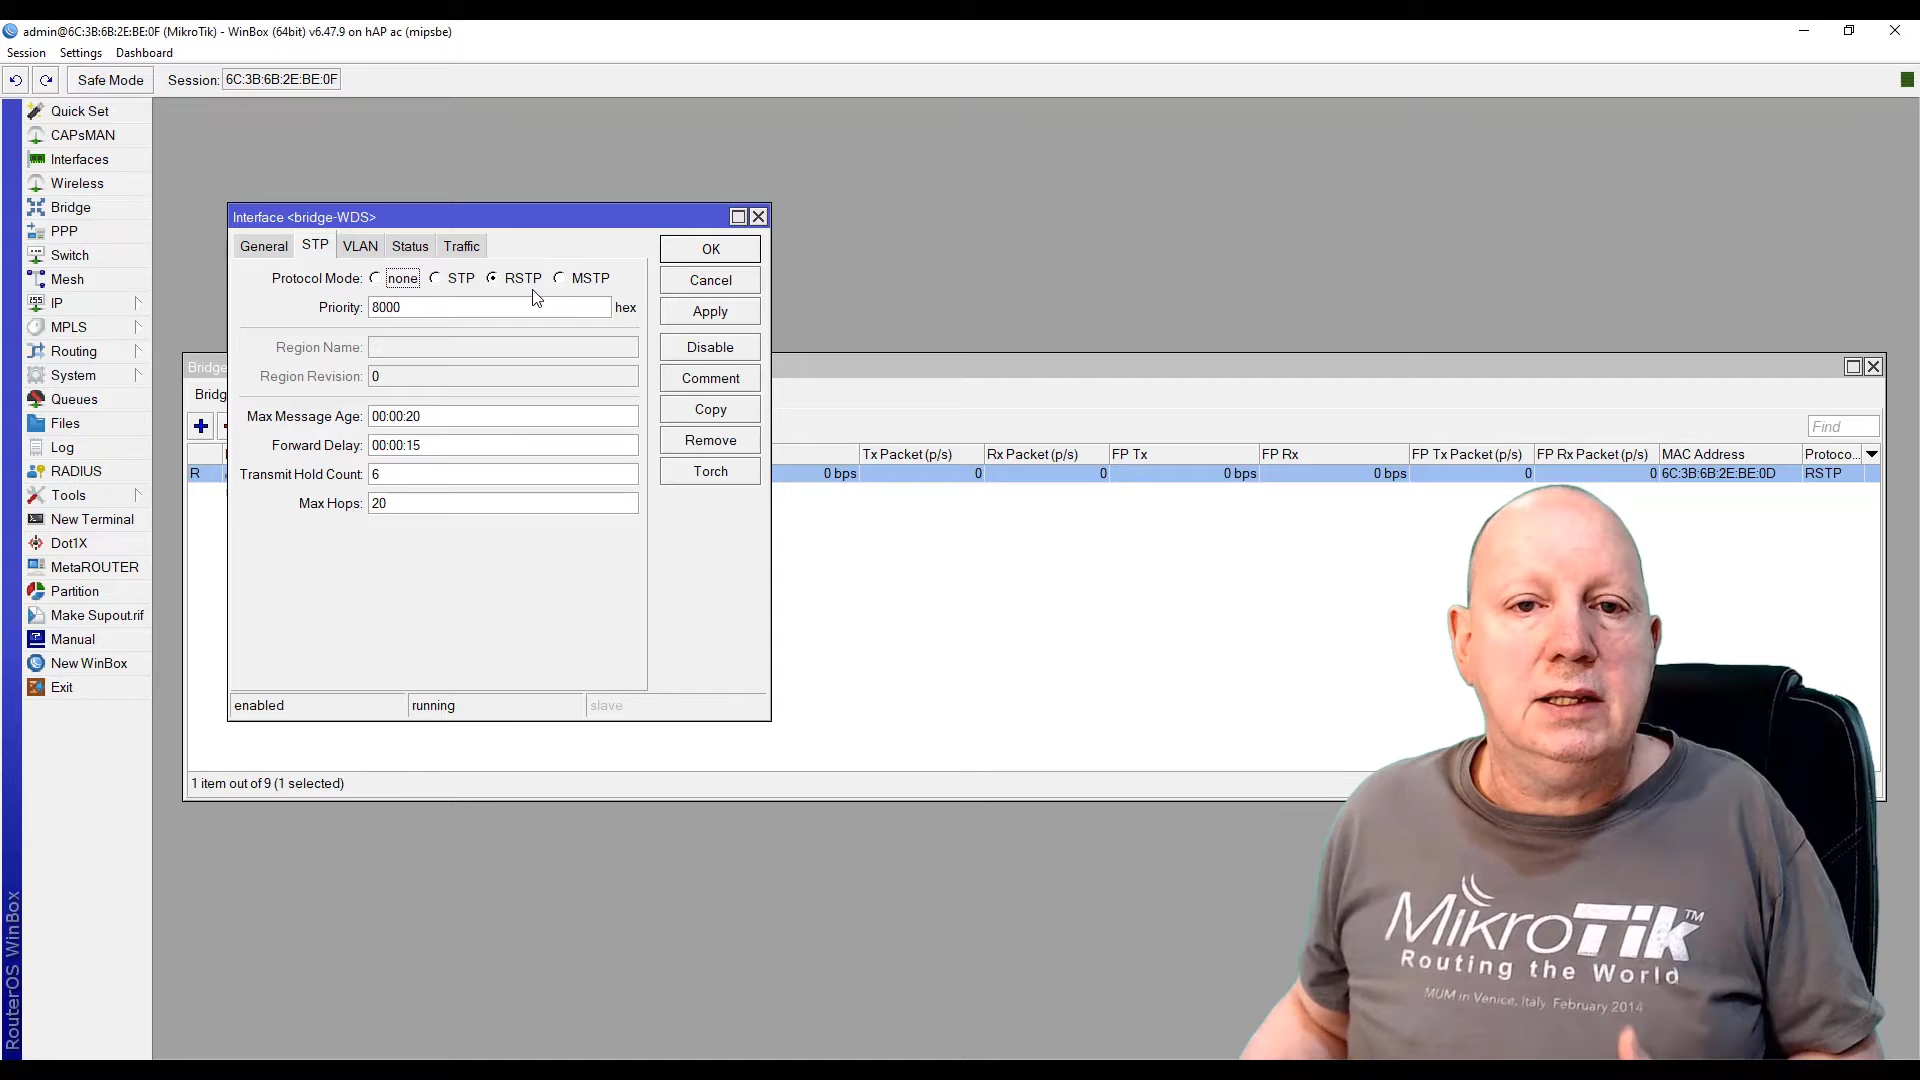 admin@6C:3B:6B:2E:BE:0F (MikroTik) - WinBox (64bit) v6.47.9 on hAP ac (mipsbe)
Session Settings Dashboard
Safe Mode Session: 6C:3B:6B:2E:BE:0F
Quick Set
CAPsMAN
Interfaces
Wireless
Bridge
PPP
Switch
Mesh
IP
MPLS
Routing
System
Queues
Files
Log
RADIUS
Tools
New Terminal
Dot1X
MetaROUTER
Partition
Make Supout.rif
Manual
New WinBox
Exit
RouterOS WinBox
Interface <bridge-WDS>
General STP VLAN Status Traffic
Protocol Mode: none STP RSTP MSTP
Priority: 8000 hex
Region Name:
Region Revision: 0
Max Message Age: 00:00:20
Forward Delay: 00:00:15
Transmit Hold Count: 6
Max Hops: 20
enabled running slave
OK
Cancel
Apply
Disable
Comment
Copy
Remove
Torch
Bridge
Bridg
Find
Tx Packet (p/s) Rx Packet (p/s) FP Tx FP Rx FP Tx Packet (p/s) FP Rx Packet (p/s) MAC Address Protoco...
R 0 bps 0 0 0 bps 0 bps 0 0 6C:3B:6B:2E:BE:0D RSTP
1 item out of 9 (1 selected)
MikroTik™
Routing the World
MUM in Venice, Italy. February 2014